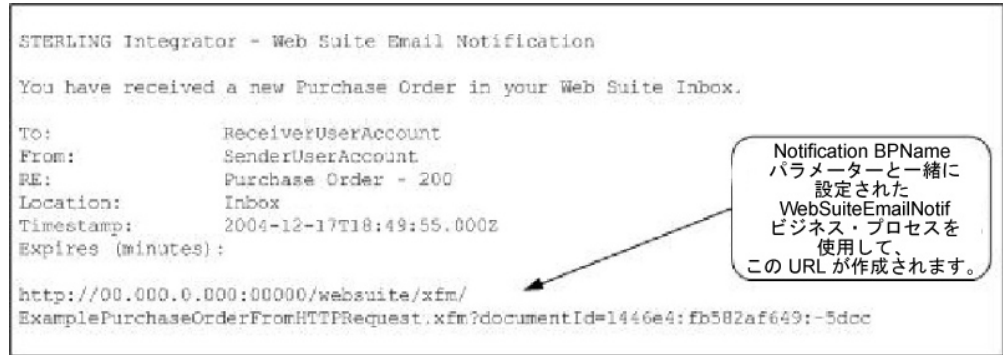 STERLING Integrator - Web Suite Email Notification
You have received a new Purchase Order in your Web Suite Inbox.
To: ReceiverUserAccount
From: SenderUserAccount
RE: Purchase Order - 200
Location: Inbox
Timestamp: 2004-12-17T18:49:55.000Z
Expires (minutes):
http://00.000.0.000:00000/websuite/xfm/
ExamplePurchaseOrderFromHTTPRequest.xfm?documentId=1446e4:fb582af649:-5dcc
Notification BPName
パラメーターと一緒に
設定された
WebSuiteEmailNotif
ビジネス・プロセスを
使用して、
この URL が作成されます。